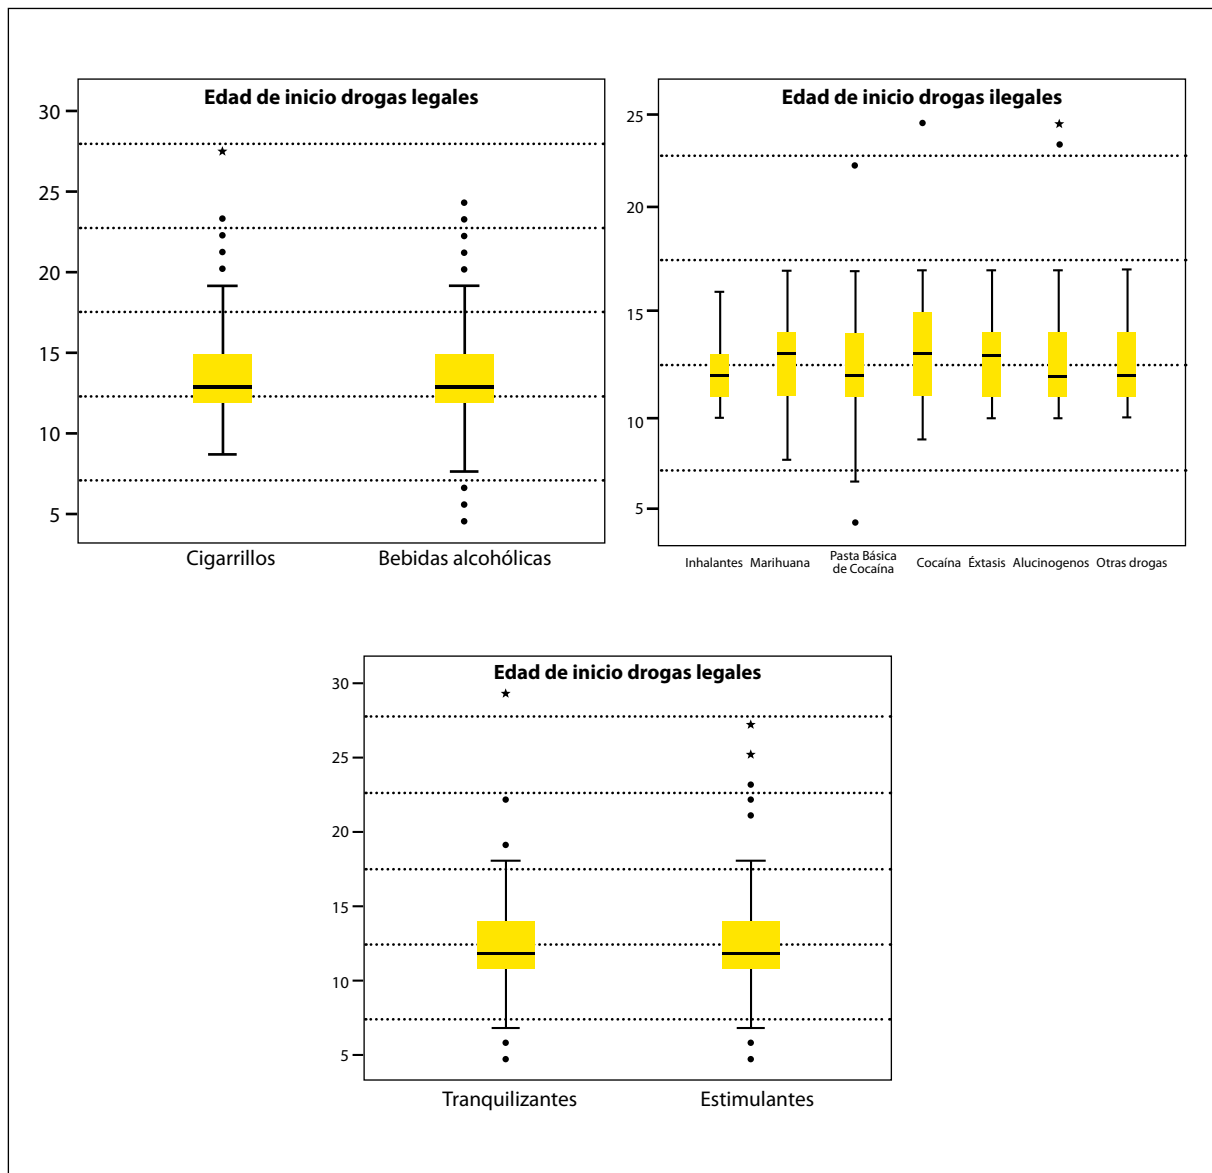 Edad de inicio drogas legales
30
25
20
15
10
5
Cigarrillos Bebidas alcohólicas
Edad de inicio drogas ilegales
25
20
15
10
5
Inhalantes Marihuana Pasta Básica Cocaína Éxtasis Alucinogenos Otras drogas
de Cocaína
Edad de inicio drogas legales
30
25
20
15
10
5
Tranquilizantes Estimulantes